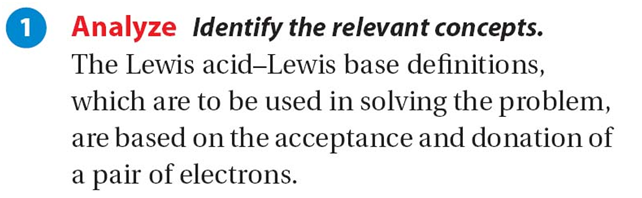 1 Analyze Identify the relevant concepts.
The Lewis acid–Lewis base definitions,
which are to be used in solving the problem,
are based on the acceptance and donation of
a pair of electrons.